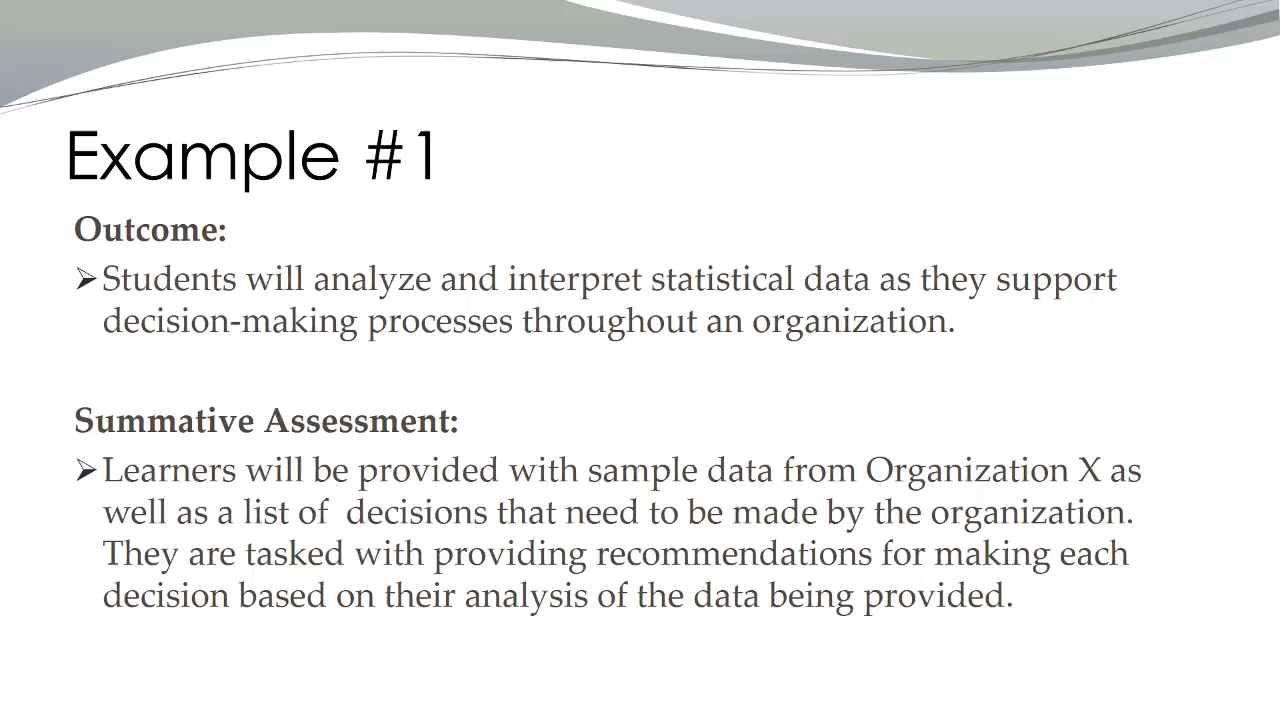 Example #1
Outcome:
➢Students will analyze and interpret statistical data as they support
decision-making processes throughout an organization.
Summative Assessment:
➢Learners will be provided with sample data from Organization X as
well as a list of  decisions that need to be made by the organization.
They are tasked with providing recommendations for making each
decision based on their analysis of the data being provided.